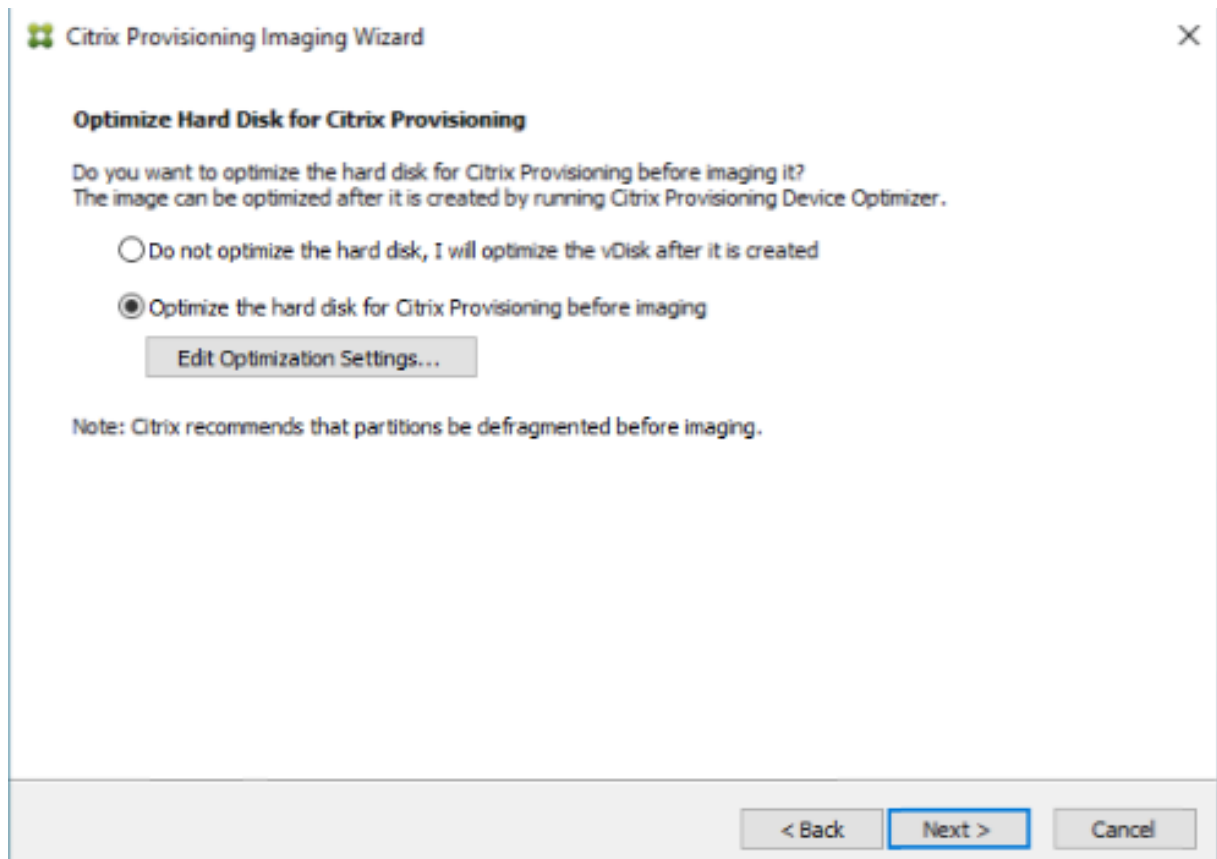 Citrix Provisioning Imaging Wizard
Optimize Hard Disk for Citrix Provisioning
Do you want to optimize the hard disk for Citrix Provisioning before imaging it?
The image can be optimized after it is created by running Citrix Provisioning Device Optimizer.
Do not optimize the hard disk, I will optimize the vDisk after it is created
Optimize the hard disk for Citrix Provisioning before imaging
Edit Optimization Settings...
Note: Citrix recommends that partitions be defragmented before imaging.
< Back Next > Cancel